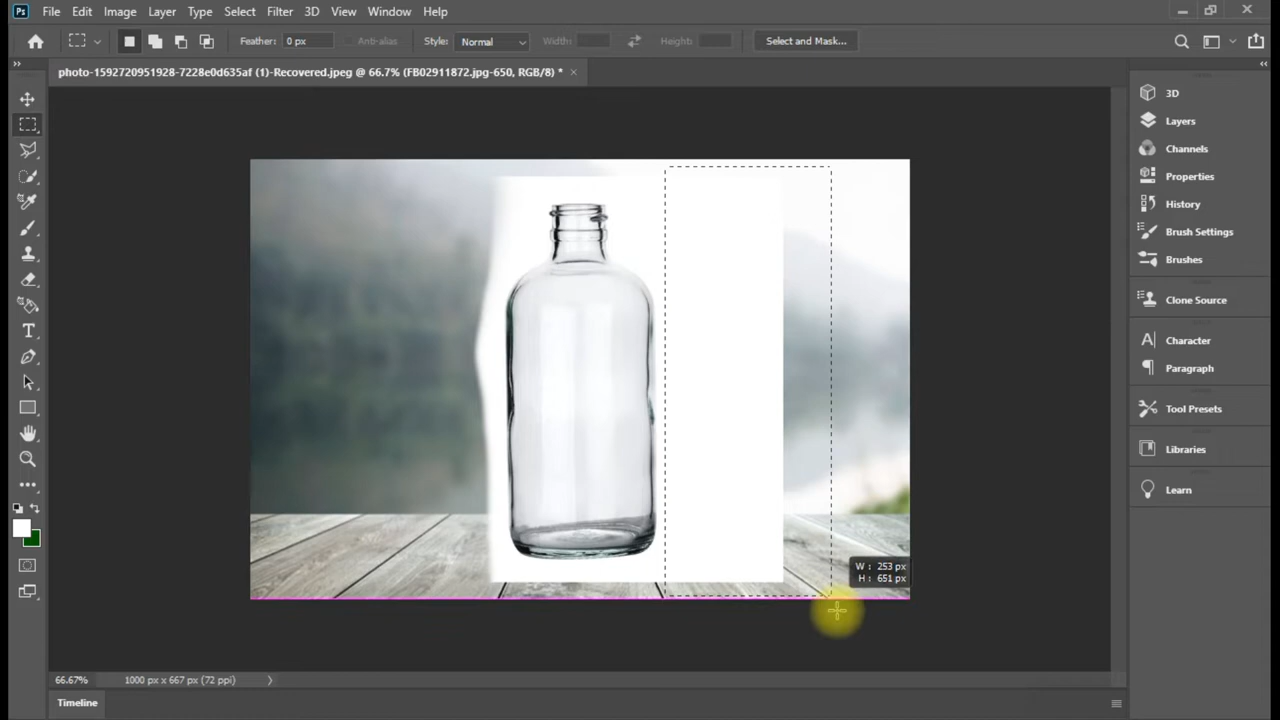 Ps File Edit Image Layer Type Select Filter 3D View Window Help
Feather: 0 px Anti-alias Style: Normal Width: Height: Select and Mask...
photo-1592720951928-7228e0d635af (1)-Recovered.jpeg @ 66.7% (FB02911872.jpg-650, RGB/8) *
3D
Layers
Channels
Properties
History
Brush Settings
Brushes
Clone Source
Character
Paragraph
Tool Presets
Libraries
Learn
W : 253 px
H : 651 px
66.67% 1000 px x 667 px (72 ppi)
Timeline